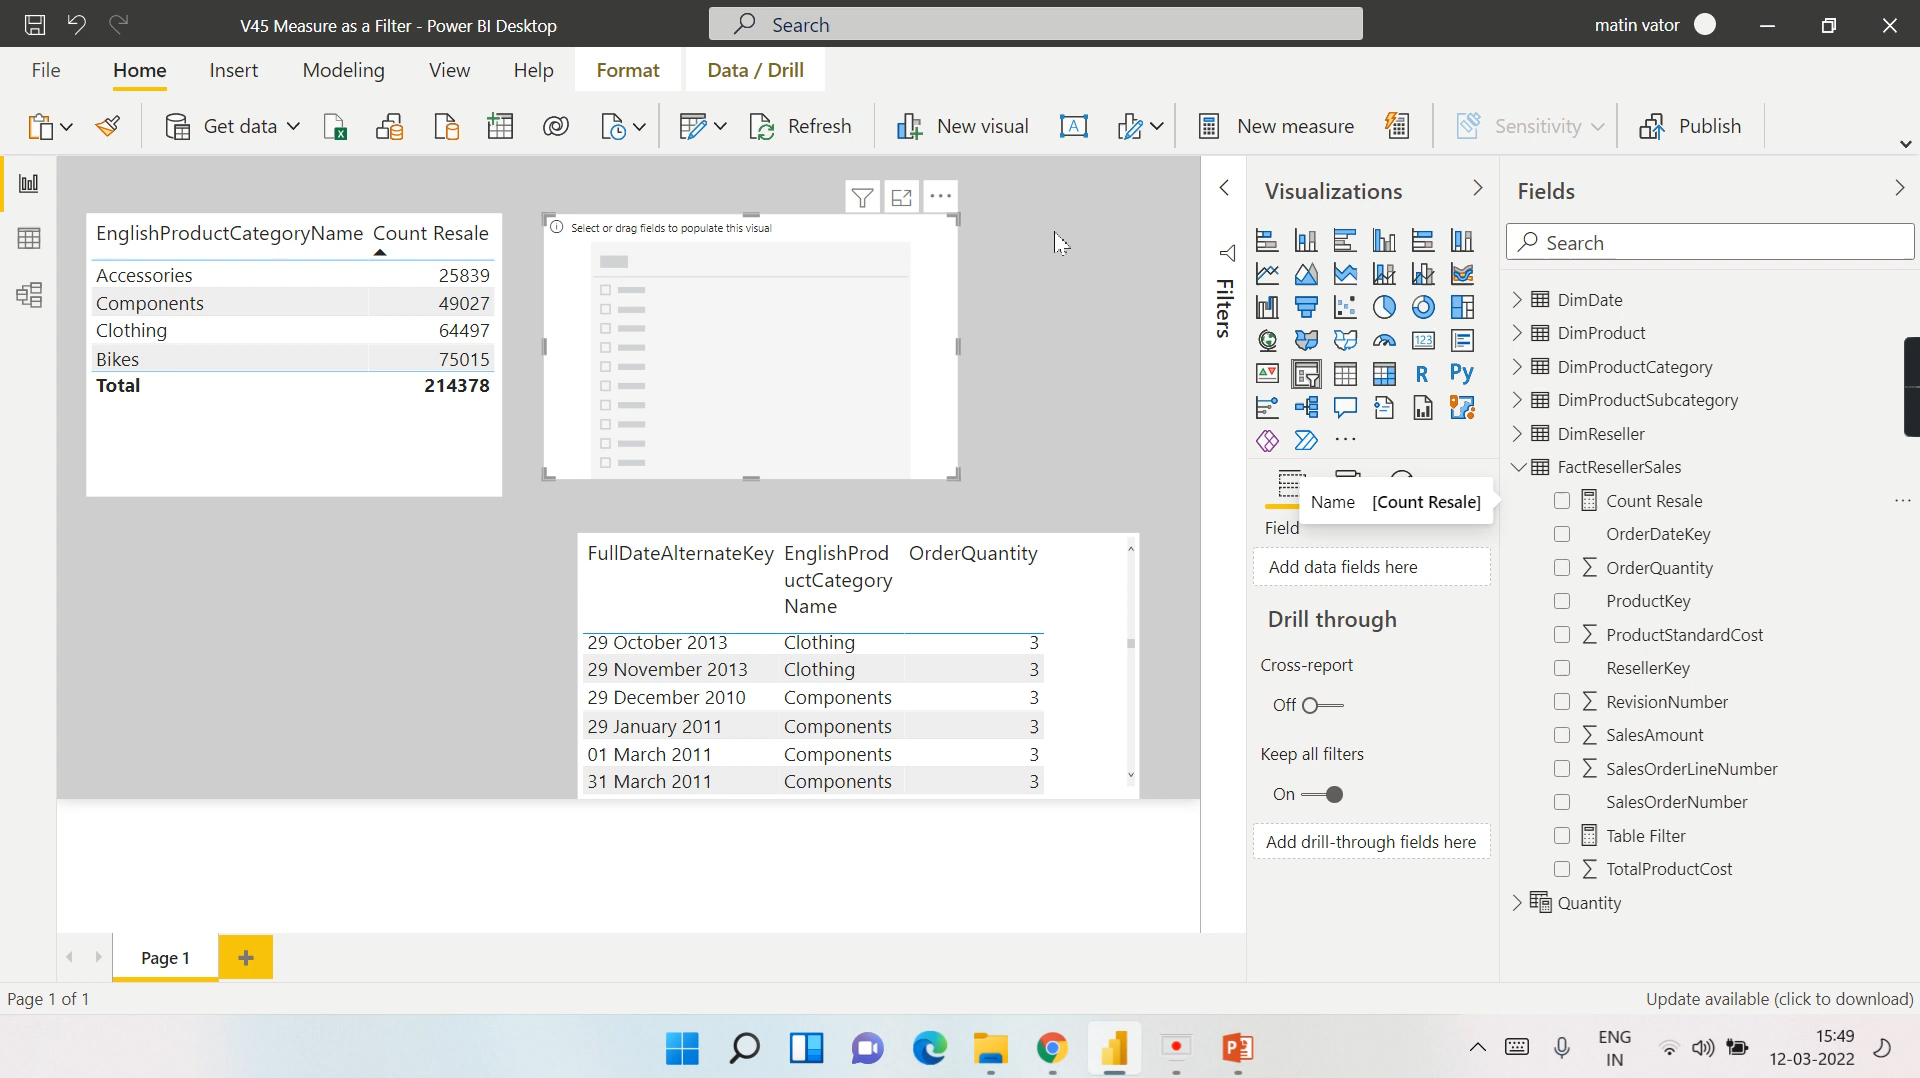 V45 Measure as a Filter - Power BI Desktop
Search
matin vator
File Home Insert Modeling View Help Format Data / Drill
Get data Refresh New visual New measure Sensitivity Publish
EnglishProductCategoryName Count Resale
Accessories 25839
Components 49027
Clothing 64497
Bikes 75015
Total 214378
Select or drag fields to populate this visual
FullDateAlternateKey EnglishProd OrderQuantity
uctCategory
Name
29 October 2013 Clothing 3
29 November 2013 Clothing 3
29 December 2010 Components 3
29 January 2011 Components 3
01 March 2011 Components 3
31 March 2011 Components 3
Filters
Visualizations
123
R Py
Name [Count Resale]
Field
Add data fields here
Drill through
Cross-report
Off
Keep all filters
On
Add drill-through fields here
Fields
Search
DimDate
DimProduct
DimProductCategory
DimProductSubcategory
DimReseller
FactResellerSales
Count Resale
OrderDateKey
OrderQuantity
ProductKey
ProductStandardCost
ResellerKey
RevisionNumber
SalesAmount
SalesOrderLineNumber
SalesOrderNumber
Table Filter
TotalProductCost
Quantity
Page 1
Page 1 of 1
Update available (click to download)
ENG
IN
15:49
12-03-2022